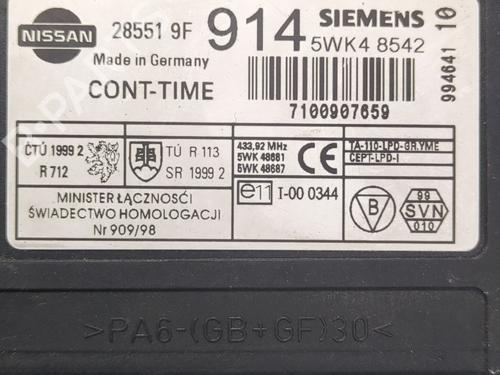 NISSAN 28551 9F 914 SIEMENS 10
Made in Germany 5WK4 8542
CONT-TIME 994641
7100907659
ČTÚ 1999 2
R 712
TÚ R 113
SR 1999 2
433,92 MHz
5WK 48681
5WK 48687
CE
TA-110-LPD-GR.YME
CEPT-LPD-I
MINISTER ŁĄCZNOŚCI
ŚWIADECTWO HOMOLOGACJI
Nr 909/98
e11 I-00 0344
B
99
SVN
010
>PA6-(GB+GF)30<